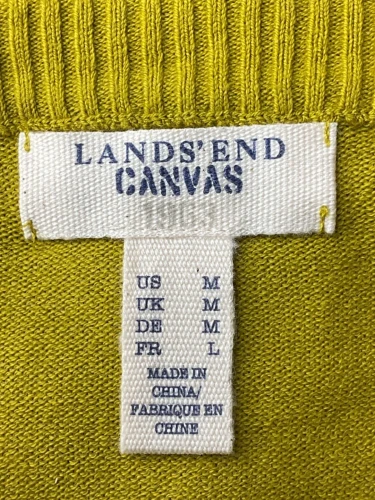 LANDS' END
CANVAS
1963
US M
UK M
DE M
FR L
MADE IN
CHINA/
FABRIQUE EN
CHINE